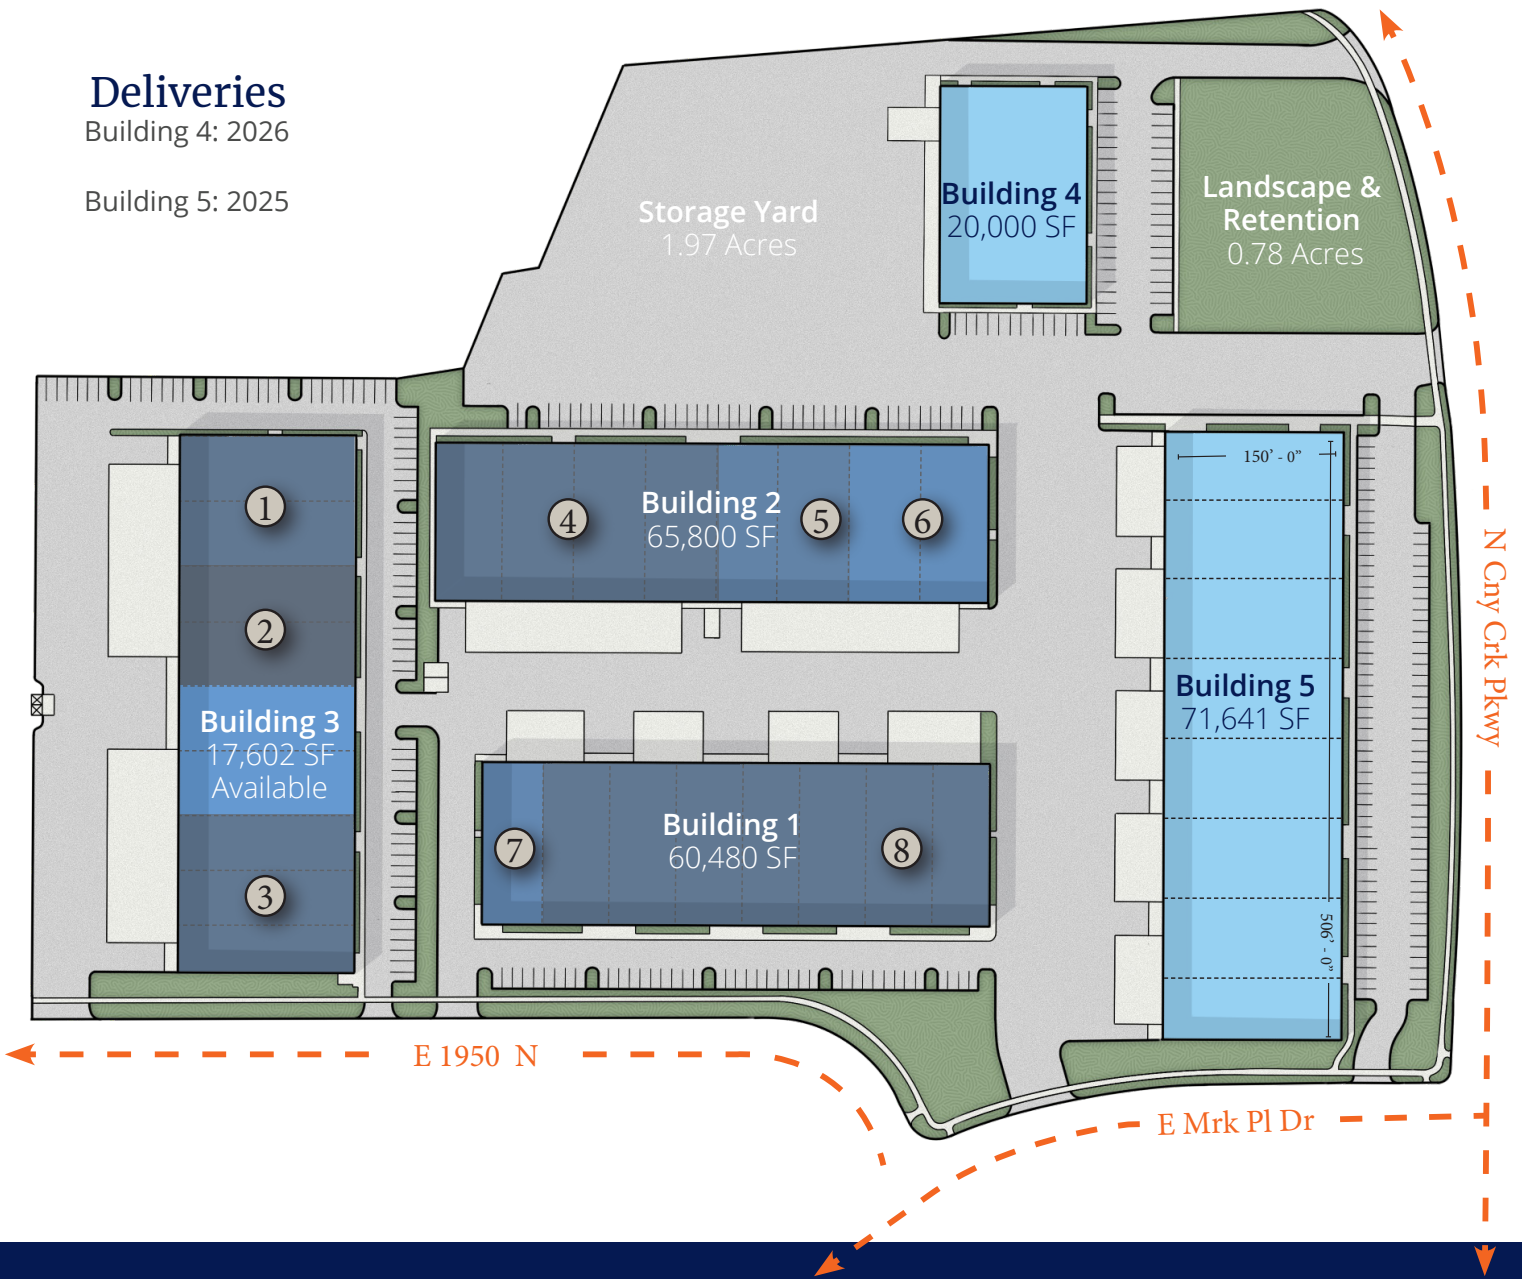 Deliveries
Building 4: 2026
Building 5: 2025
Storage Yard
1.97 Acres
Building 4
20,000 SF
Landscape &
Retention
0.78 Acres
1
2
Building 3
17,602 SF
Available
3
4
Building 2
65,800 SF
5
6
7
Building 1
60,480 SF
8
150' - 0"
Building 5
71,641 SF
506' - 0"
N Cny Crk Pkwy
E 1950 N
E Mrk Pl Dr